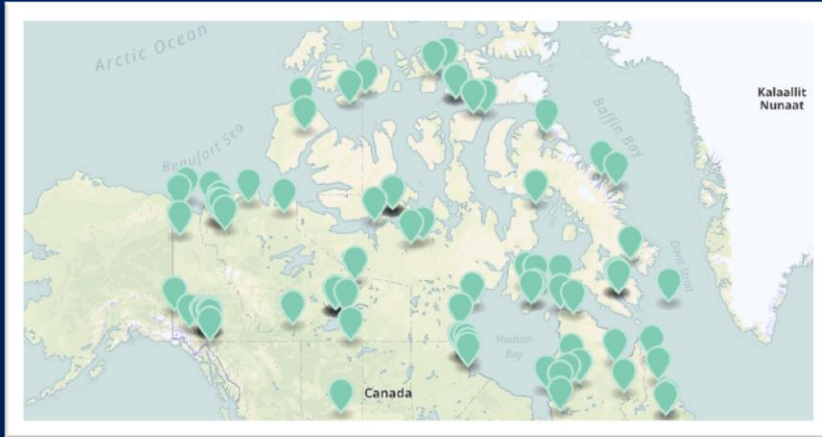 Arctic Ocean
Kalaallit
Nunaat
Baffin Bay
Beaufort Sea
Davis Strait
Hudson
Bay
Canada